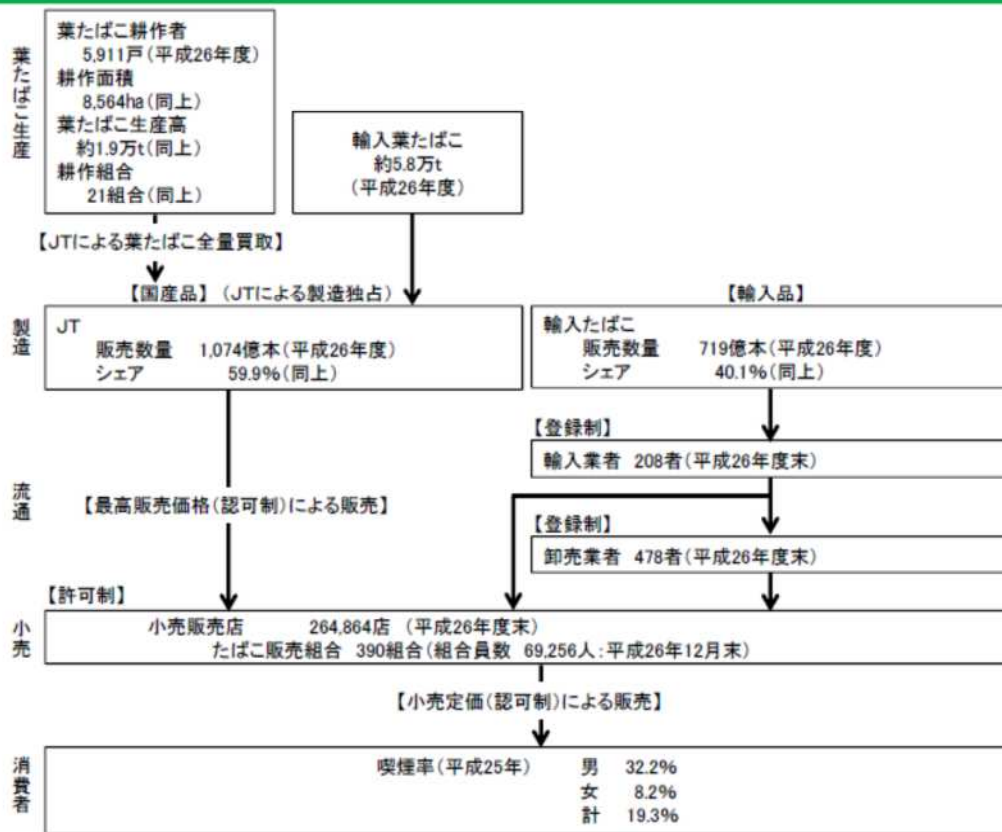 葉たばこ生産
葉たばこ耕作者
5,911戸(平成26年度)
耕作面積
8,564ha(同上)
葉たばこ生産高
約1.9万t(同上)
耕作組合
21組合(同上)
輸入葉たばこ
約5.8万t
(平成26年度)
【JTによる葉たばこ全量買取】
【国産品】(JTによる製造独占)
【輸入品】
製造
JT
販売数量 1,074億本(平成26年度)
シェア 59.9%(同上)
輸入たばこ
販売数量 719億本(平成26年度)
シェア 40.1%(同上)
流通
【登録制】
輸入業者 208者(平成26年度末)
【最高販売価格(認可制)による販売】
【登録制】
卸売業者 478者(平成26年度末)
【許可制】
小売
小売販売店 264,864店 (平成26年度末)
たばこ販売組合 390組合(組合員数 69,256人:平成26年12月末)
【小売定価(認可制)による販売】
消費者
喫煙率(平成25年) 男 32.2%
女 8.2%
計 19.3%